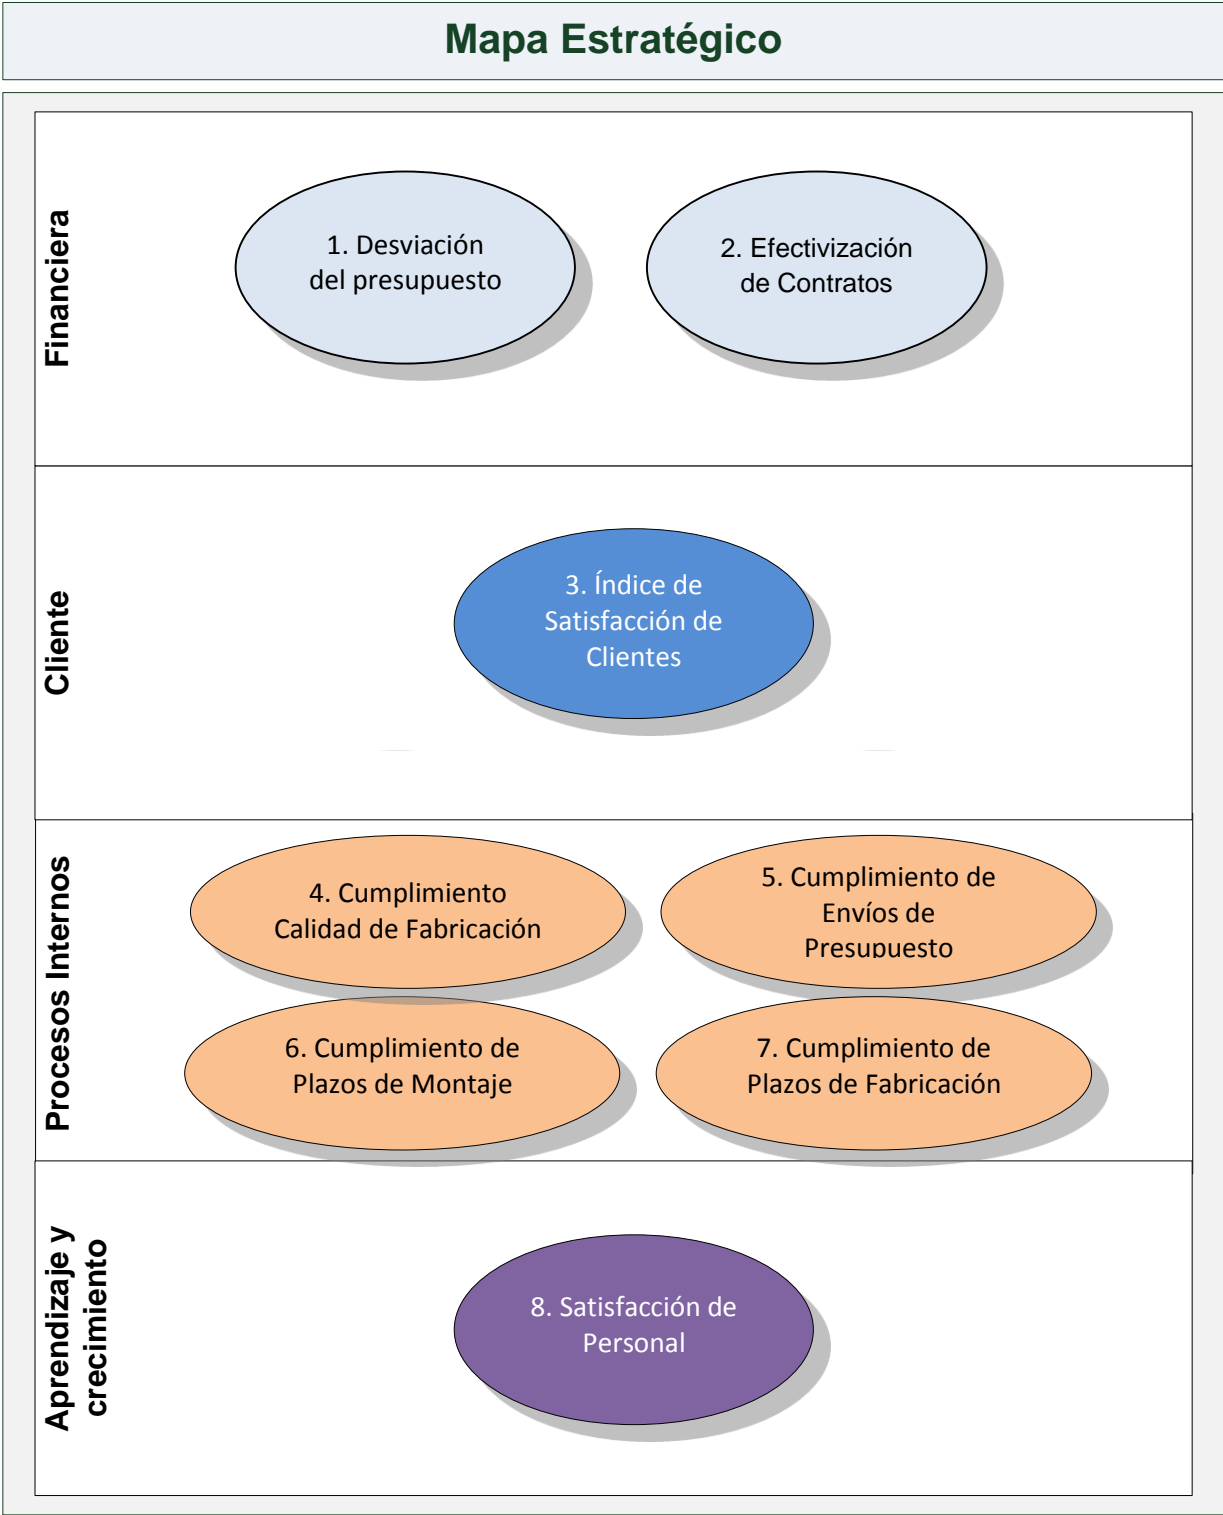 Mapa Estratégico
Financiera
1. Desviación
del presupuesto
2. Efectivización
de Contratos
Cliente
3. Índice de
Satisfacción de
Clientes
Procesos Internos
4. Cumplimiento
Calidad de Fabricación
5. Cumplimiento de
Envíos de
Presupuesto
6. Cumplimiento de
Plazos de Montaje
7. Cumplimiento de
Plazos de Fabricación
Aprendizaje y
crecimiento
8. Satisfacción de
Personal